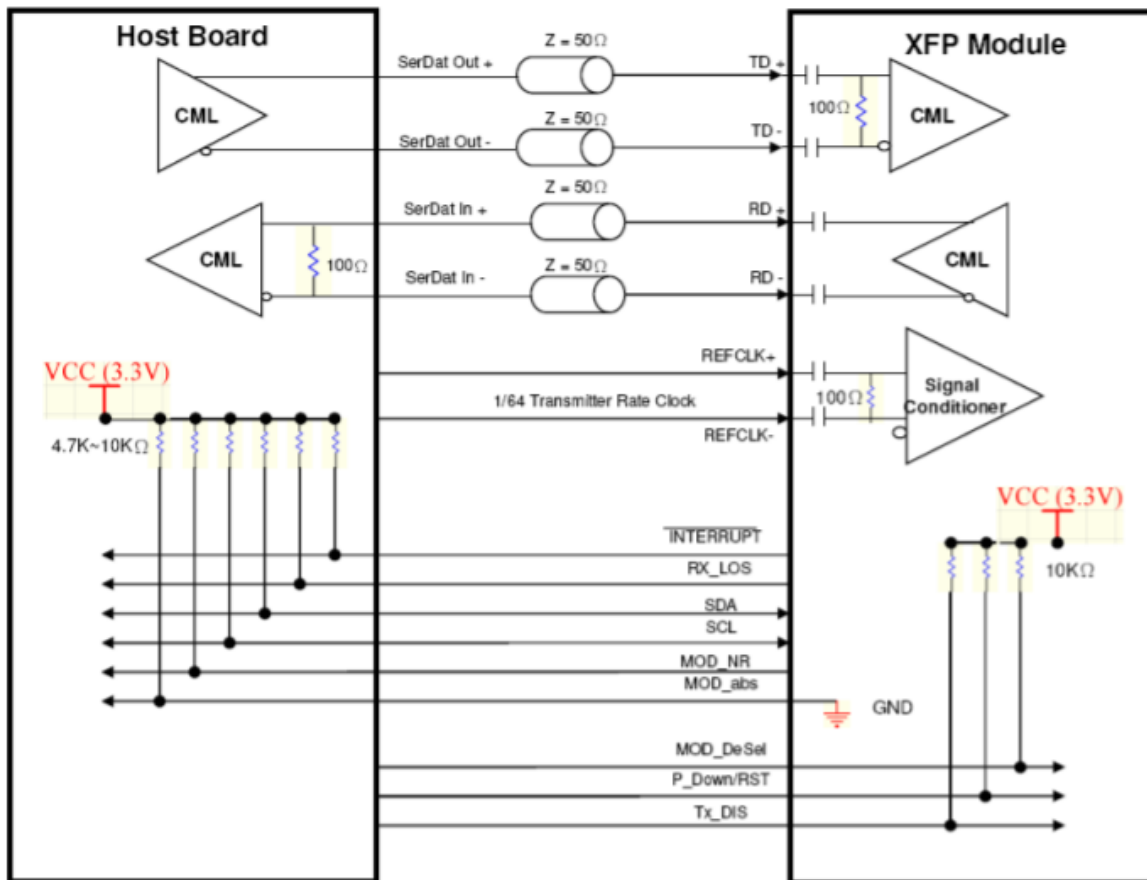 Host Board
XFP Module
Z = 50Ω
SerDat Out +
TD +
CML
100Ω
CML
Z = 50Ω
SerDat Out -
TD -
Z = 50Ω
SerDat In +
RD +
CML
100Ω
CML
Z = 50Ω
SerDat In -
RD -
VCC (3.3V)
REFCLK+
1/64 Transmitter Rate Clock
100Ω
Signal
Conditioner
REFCLK-
4.7K~10KΩ
VCC (3.3V)
INTERRUPT
RX_LOS
10KΩ
SDA
SCL
MOD_NR
MOD_abs
GND
MOD_DeSel
P_Down/RST
Tx_DIS